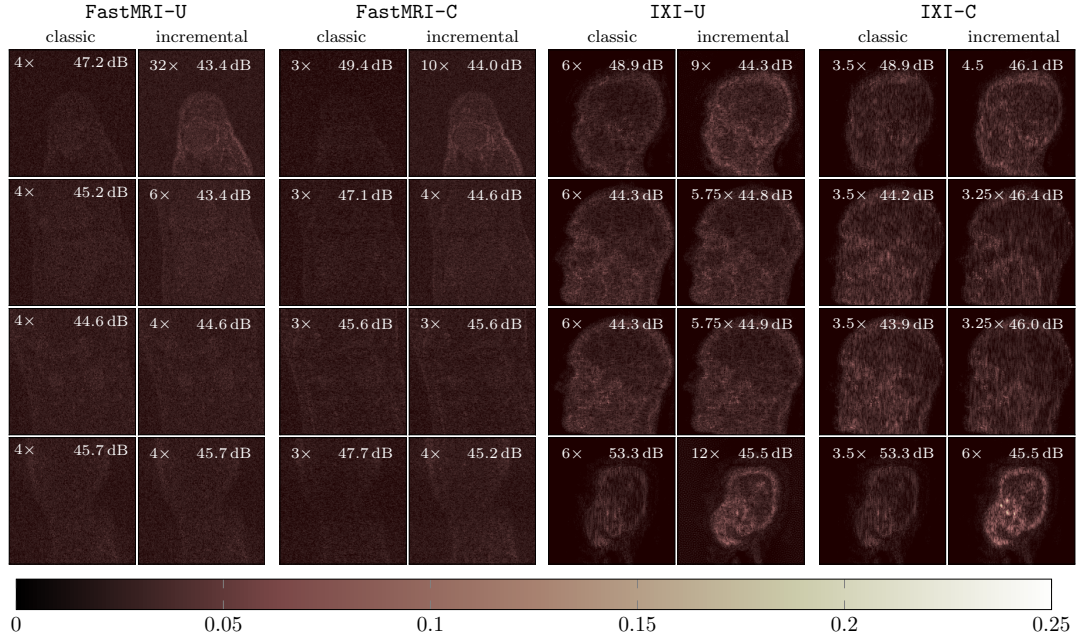 FastMRI-U FastMRI-C IXI-U IXI-C
classic incremental classic incremental classic incremental classic incremental
4× 47.2 dB 32× 43.4 dB 3× 49.4 dB 10× 44.0 dB 6× 48.9 dB 9× 44.3 dB 3.5× 48.9 dB 4.5 46.1 dB
4× 45.2 dB 6× 43.4 dB 3× 47.1 dB 4× 44.6 dB 6× 44.3 dB 5.75× 44.8 dB 3.5× 44.2 dB 3.25× 46.4 dB
4× 44.6 dB 4× 44.6 dB 3× 45.6 dB 3× 45.6 dB 6× 44.3 dB 5.75× 44.9 dB 3.5× 43.9 dB 3.25× 46.0 dB
4× 45.7 dB 4× 45.7 dB 3× 47.7 dB 4× 45.2 dB 6× 53.3 dB 12× 45.5 dB 3.5× 53.3 dB 6× 45.5 dB
0 0.05 0.1 0.15 0.2 0.25